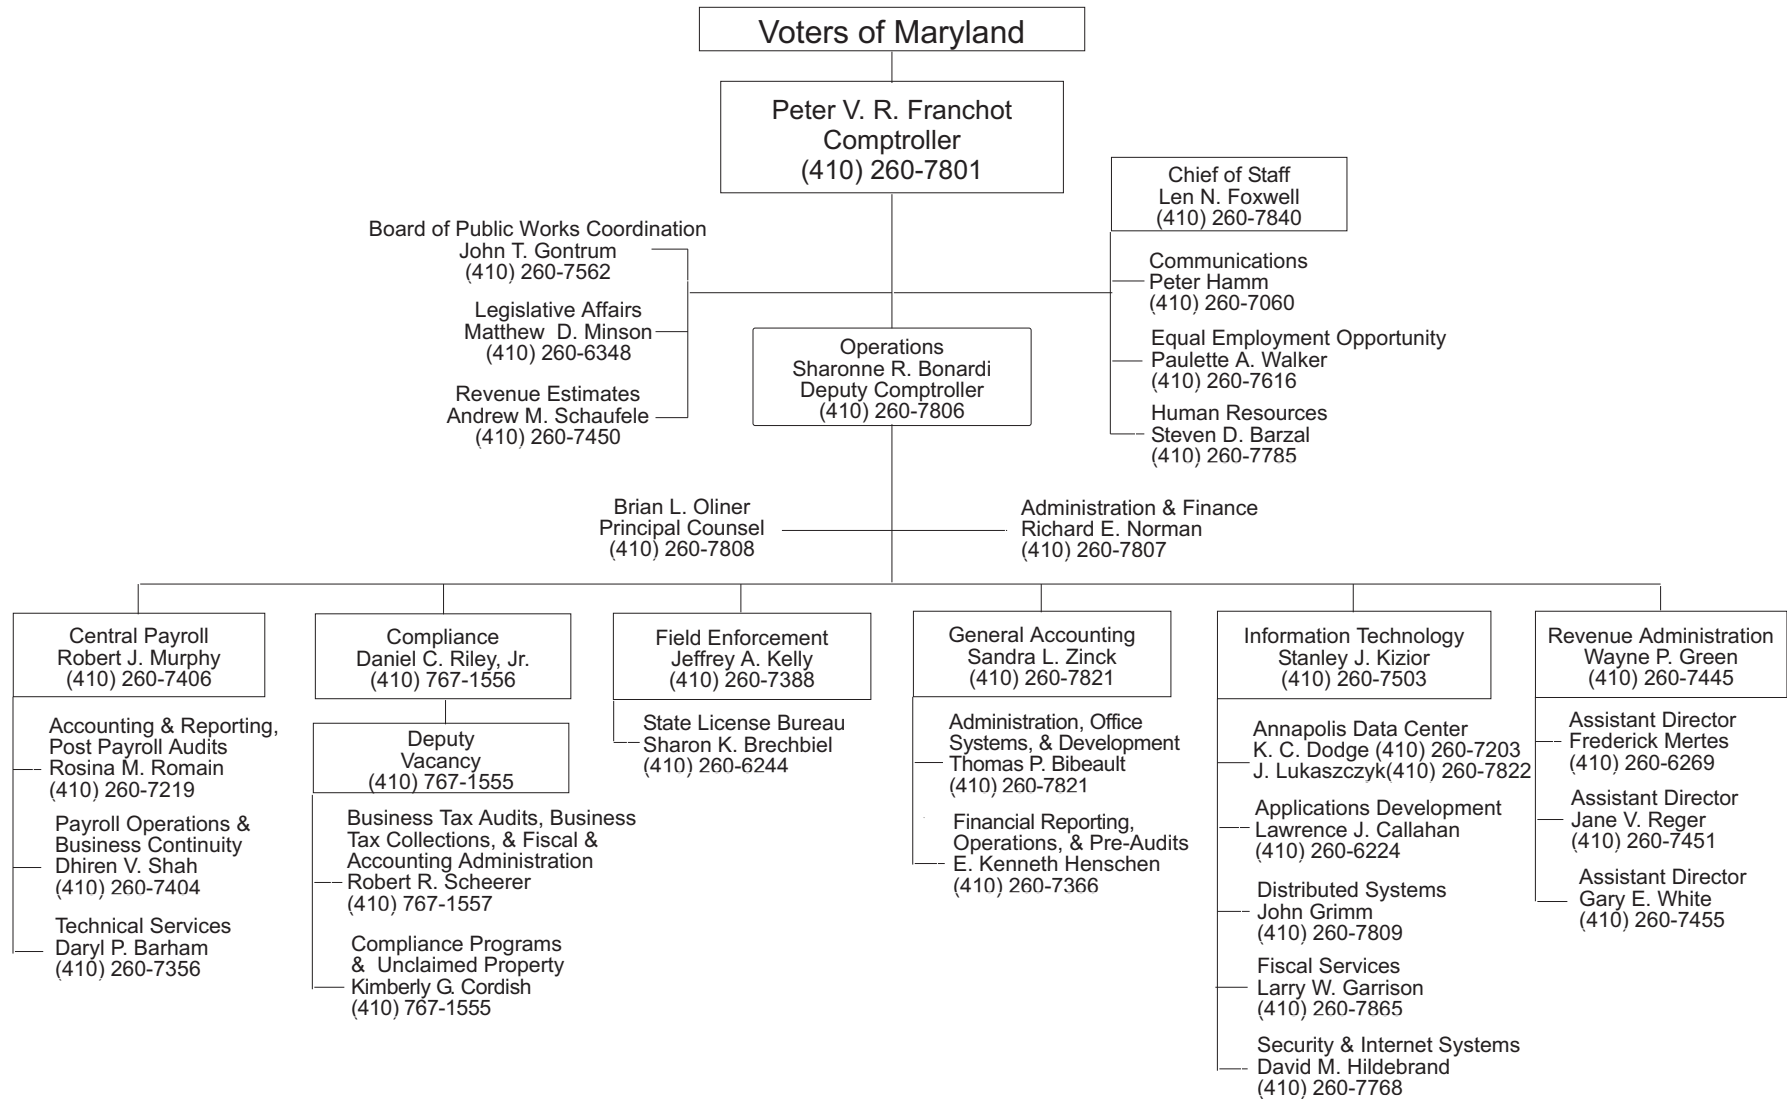 Voters of Maryland
Peter V. R. Franchot
Comptroller
(410) 260-7801
Chief of Staff
Len N. Foxwell
(410) 260-7840
Board of Public Works Coordination
John T. Gontrum
(410) 260-7562
Legislative Affairs
Matthew D. Minson
(410) 260-6348
Revenue Estimates
Andrew M. Schaufele
(410) 260-7450
Communications
Peter Hamm
(410) 260-7060
Equal Employment Opportunity
Paulette A. Walker
(410) 260-7616
Human Resources
Steven D. Barzal
(410) 260-7785
Operations
Sharonne R. Bonardi
Deputy Comptroller
(410) 260-7806
Brian L. Oliner
Principal Counsel
(410) 260-7808
Administration & Finance
Richard E. Norman
(410) 260-7807
Central Payroll
Robert J. Murphy
(410) 260-7406
Accounting & Reporting,
Post Payroll Audits
Rosina M. Romain
(410) 260-7219
Payroll Operations &
Business Continuity
Dhiren V. Shah
(410) 260-7404
Technical Services
Daryl P. Barham
(410) 260-7356
Compliance
Daniel C. Riley, Jr.
(410) 767-1556
Deputy
Vacancy
(410) 767-1555
Business Tax Audits, Business
Tax Collections, & Fiscal &
Accounting Administration
Robert R. Scheerer
(410) 767-1557
Compliance Programs
& Unclaimed Property
Kimberly G. Cordish
(410) 767-1555
Field Enforcement
Jeffrey A. Kelly
(410) 260-7388
State License Bureau
Sharon K. Brechbiel
(410) 260-6244
General Accounting
Sandra L. Zinck
(410) 260-7821
Administration, Office
Systems, & Development
Thomas P. Bibeault
(410) 260-7821
Financial Reporting,
Operations, & Pre-Audits
E. Kenneth Henschen
(410) 260-7366
Information Technology
Stanley J. Kizior
(410) 260-7503
Annapolis Data Center
K. C. Dodge (410) 260-7203
J. Lukaszczyk(410) 260-7822
Applications Development
Lawrence J. Callahan
(410) 260-6224
Distributed Systems
John Grimm
(410) 260-7809
Fiscal Services
Larry W. Garrison
(410) 260-7865
Security & Internet Systems
David M. Hildebrand
(410) 260-7768
Revenue Administration
Wayne P. Green
(410) 260-7445
Assistant Director
Frederick Mertes
(410) 260-6269
Assistant Director
Jane V. Reger
(410) 260-7451
Assistant Director
Gary E. White
(410) 260-7455